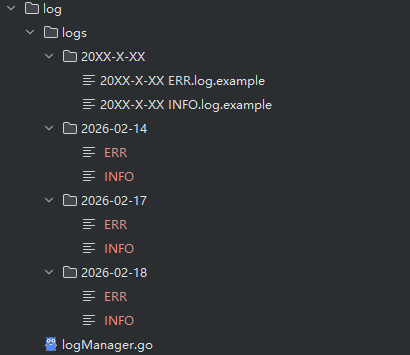 log
logs
20XX-X-XX
20XX-X-XX ERR.log.example
20XX-X-XX INFO.log.example
2026-02-14
ERR
INFO
2026-02-17
ERR
INFO
2026-02-18
ERR
INFO
logManager.go